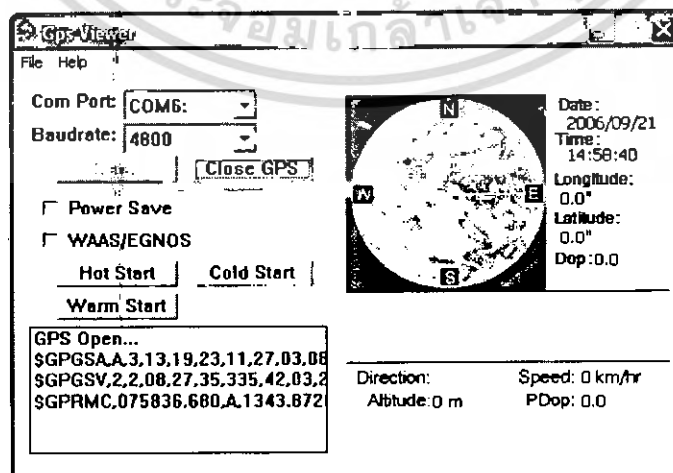 Gps Viewer
File Help
Com Port: COM6:
Baudrate: 4800
Close GPS
Power Save
WAAS/EGNOS
Hot Start Cold Start
Warm Start
GPS Open...
$GPGSA,A,3,13,19,23,11,27,03,08
$GPGSV,2,2,08,27,35,335,42,03,2
$GPRMC,075836.680,A,1343.872
N
W
E
S
Date:
2006/09/21
Time:
14:58:40
Longitude:
0.0"
Latitude:
0.0"
Dop:0.0
Direction: Speed: 0 km/hr
Altitude:0 m PDop: 0.0